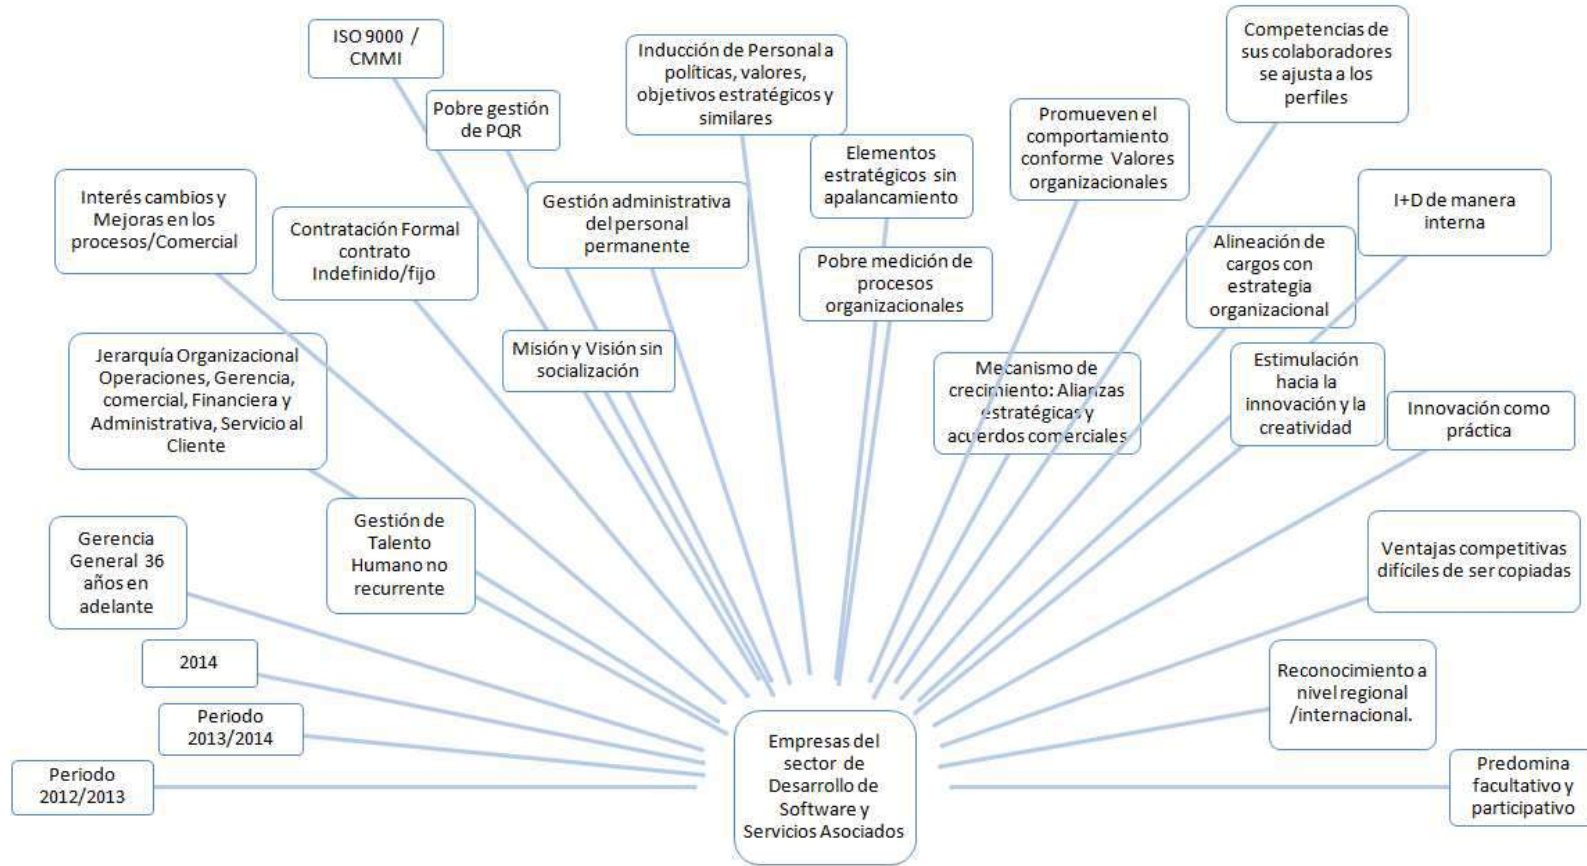 ISO 9000 /
CMMI
Pobre gestión
de PQR
Inducción de Personal a
políticas, valores,
objetivos estratégicos y
similares
Elementos
estratégicos sin
apalancamiento
Promueven el
comportamiento
conforme Valores
organizacionales
Competencias de
sus colaboradores
se ajusta a los
perfiles
Interés cambios y
Mejoras en los
procesos/Comercial
Contratación Formal
contrato
Indefinido/fijo
Gestión administrativa
del personal
permanente
Pobre medición de
procesos
organizacionales
Alineación de
cargos con
estrategia
organizacional
I+D de manera
interna
Jerarquía Organizacional
Operaciones, Gerencia,
comercial, Financiera y
Administrativa, Servicio al
Cliente
Misión y Visión sin
socialización
Mecanismo de
crecimiento: Alianzas
estratégicas y
acuerdos comerciales
Estimulación
hacia la
innovación y la
creatividad
Innovación como
práctica
Gerencia
General 36
años en
adelante
Gestión de
Talento
Humano no
recurrente
Ventajas competitivas
difíciles de ser copiadas
2014
Periodo
2013/2014
Periodo
2012/2013
Empresas del
sector de
Desarrollo de
Software y
Servicios Asociados
Reconocimiento a
nivel regional
/internacional.
Predomina
facultativo y
participativo